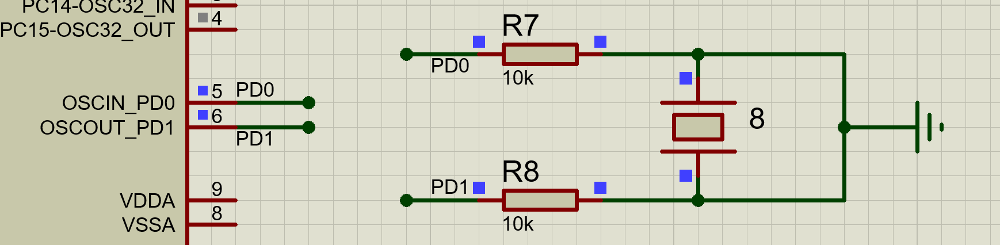 PC14-OSC32_IN
4
PC15-OSC32_OUT
R7
PD0
10k
5
PD0
OSCIN_PD0
6
OSCOUT_PD1
PD1
8
R8
PD1
10k
9
VDDA
8
VSSA